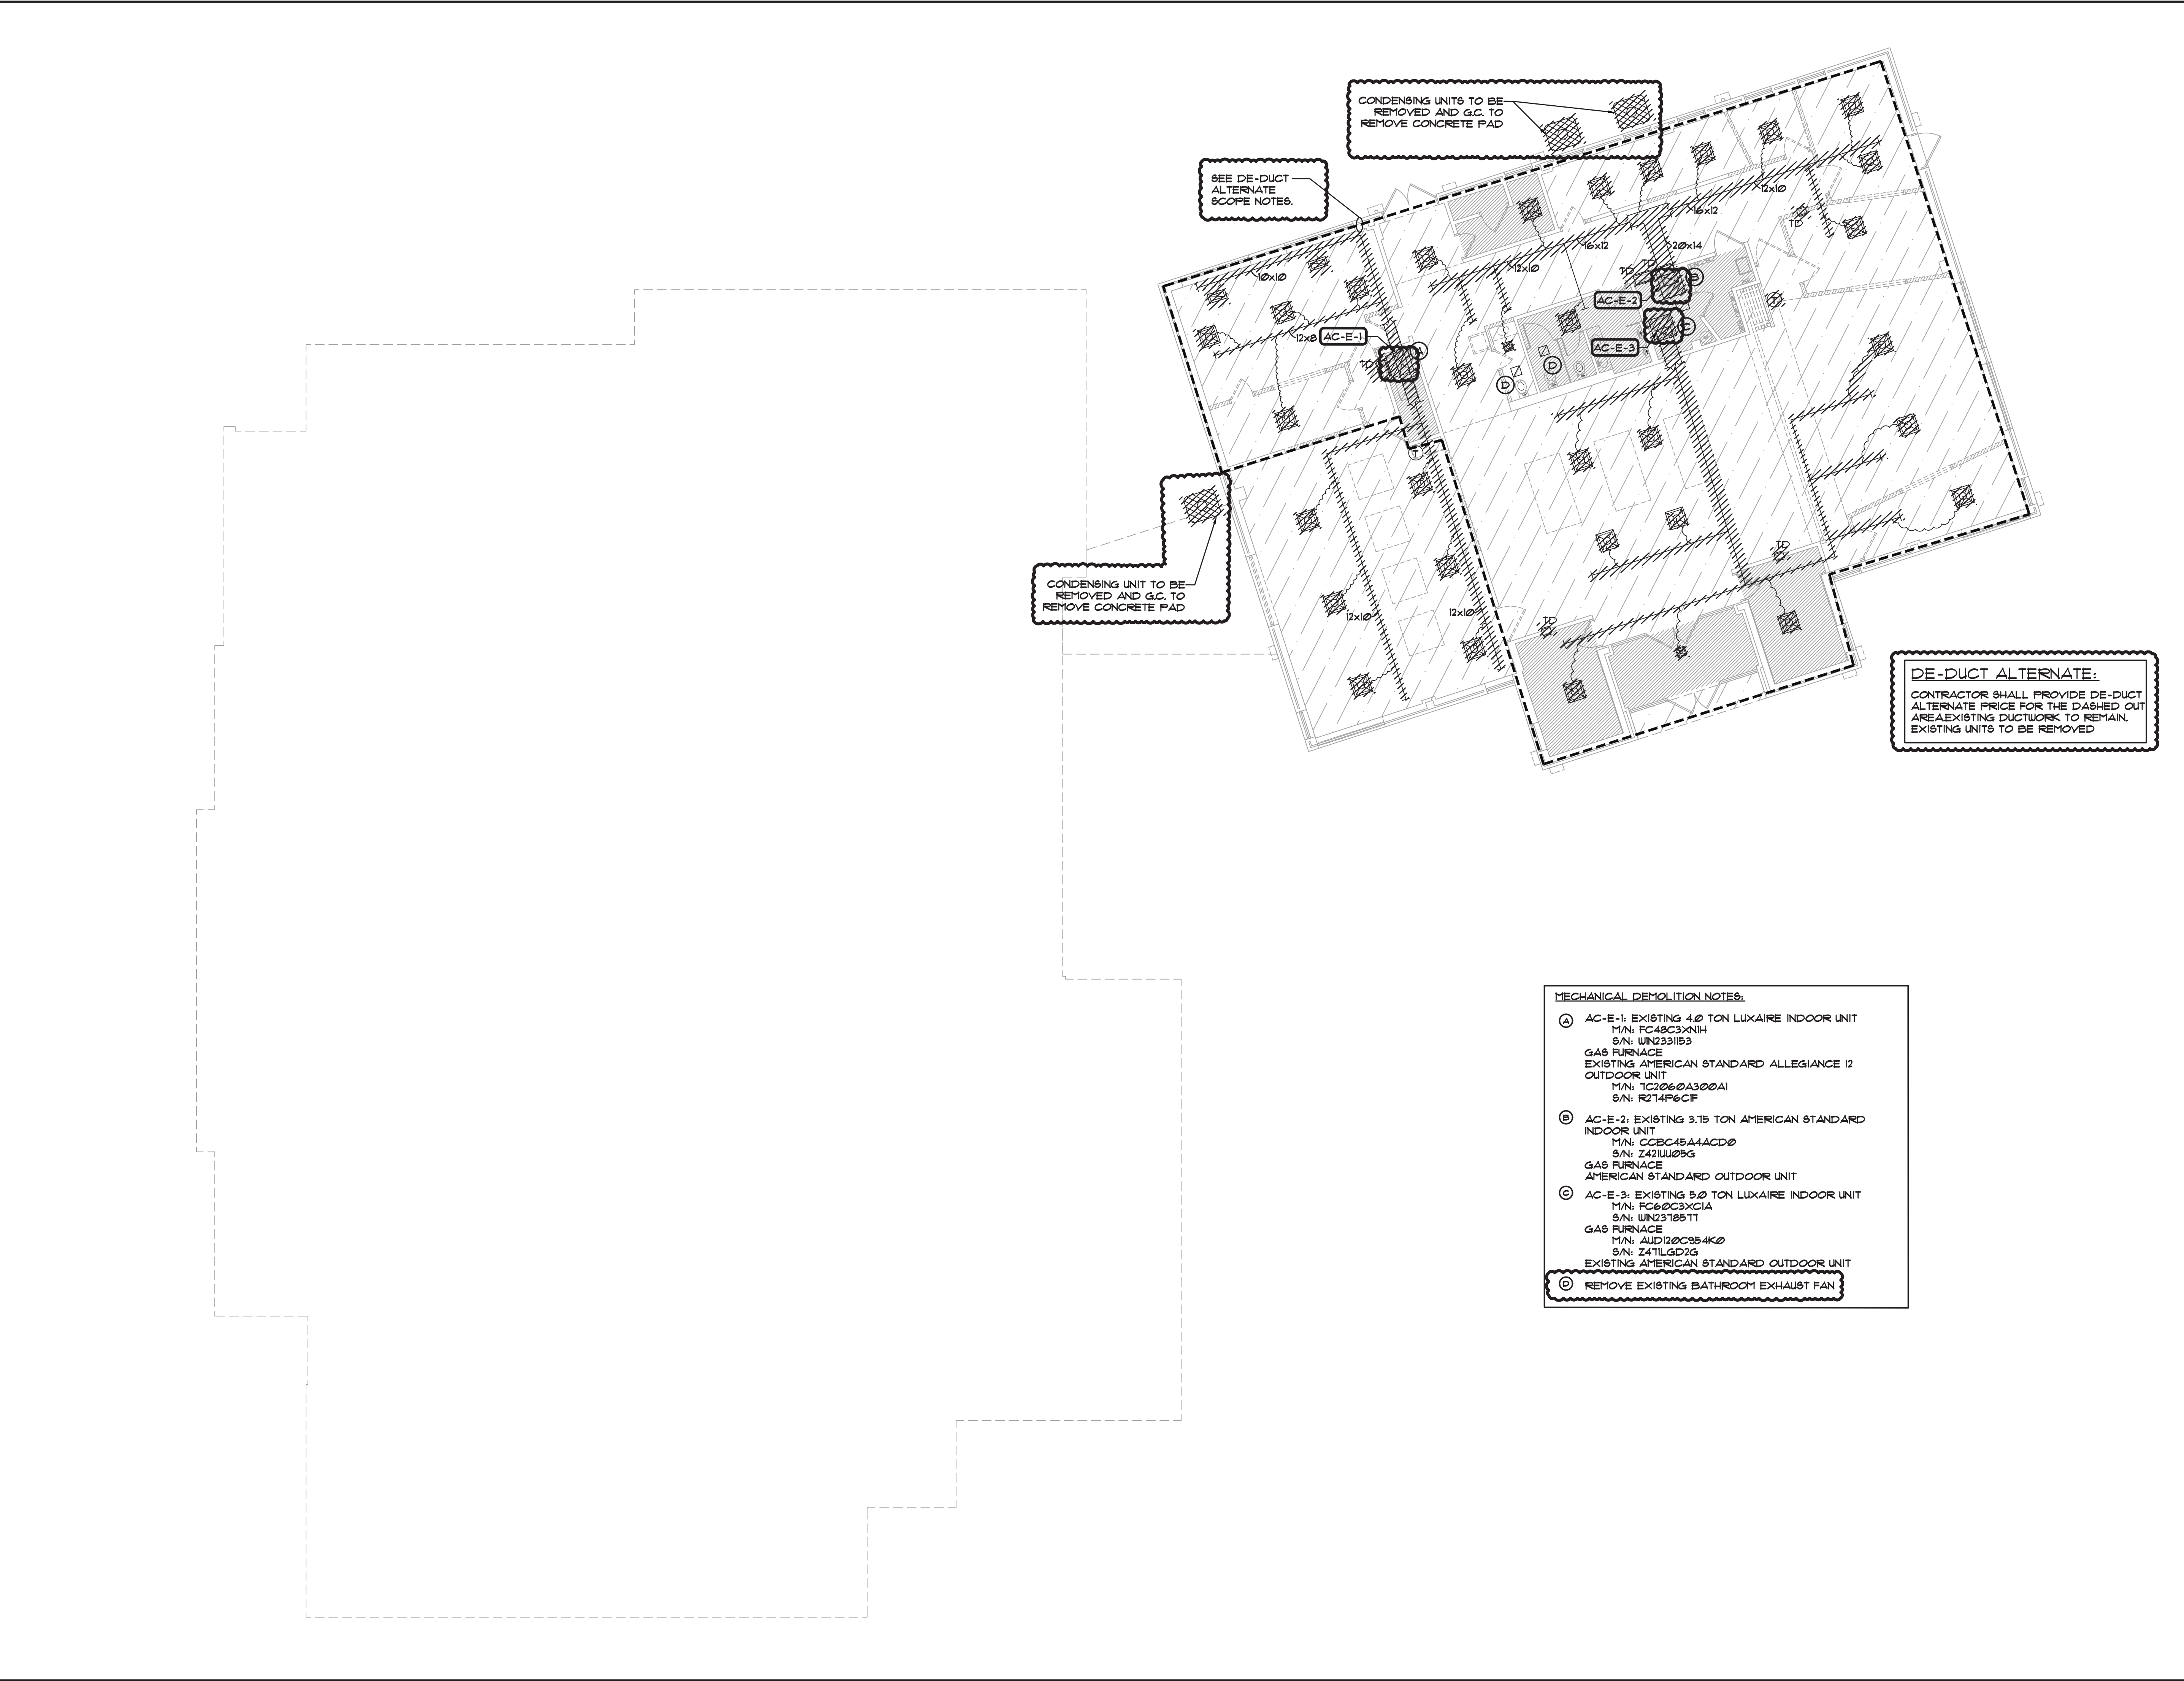 CONDENSING UNITS TO BE
REMOVED AND G.C. TO
REMOVE CONCRETE PAD
SEE DE-DUCT
ALTERNATE
SCOPE NOTES.
12x10
16x12
TD
16x12
20x14
12x10
TD
TD
10x10
B
AC-E-2
T
12x8
AC-E-1
C
AC-E-3
A
TD
D
D
T
CONDENSING UNIT TO BE
REMOVED AND G.C. TO
REMOVE CONCRETE PAD
TD
12x10
12x10
TD
DE-DUCT ALTERNATE:
CONTRACTOR SHALL PROVIDE DE-DUCT
ALTERNATE PRICE FOR THE DASHED OUT
AREA.EXISTING DUCTWORK TO REMAIN.
EXISTING UNITS TO BE REMOVED
MECHANICAL DEMOLITION NOTES:
A AC-E-1: EXISTING 4.0 TON LUXAIRE INDOOR UNIT
M/N: FC48C3XN1H
S/N: W1N2331153
GAS FURNACE
EXISTING AMERICAN STANDARD ALLEGIANCE 12
OUTDOOR UNIT
M/N: 7C2060A300A1
S/N: R274P6C1F
B AC-E-2: EXISTING 3.75 TON AMERICAN STANDARD
INDOOR UNIT
M/N: CCBC45A4ACD0
S/N: Z421UU05G
GAS FURNACE
AMERICAN STANDARD OUTDOOR UNIT
C AC-E-3: EXISTING 5.0 TON LUXAIRE INDOOR UNIT
M/N: FC60C3XC1A
S/N: W1N2378577
GAS FURNACE
M/N: AUD120C954K0
S/N: Z471LGD2G
EXISTING AMERICAN STANDARD OUTDOOR UNIT
D REMOVE EXISTING BATHROOM EXHAUST FAN